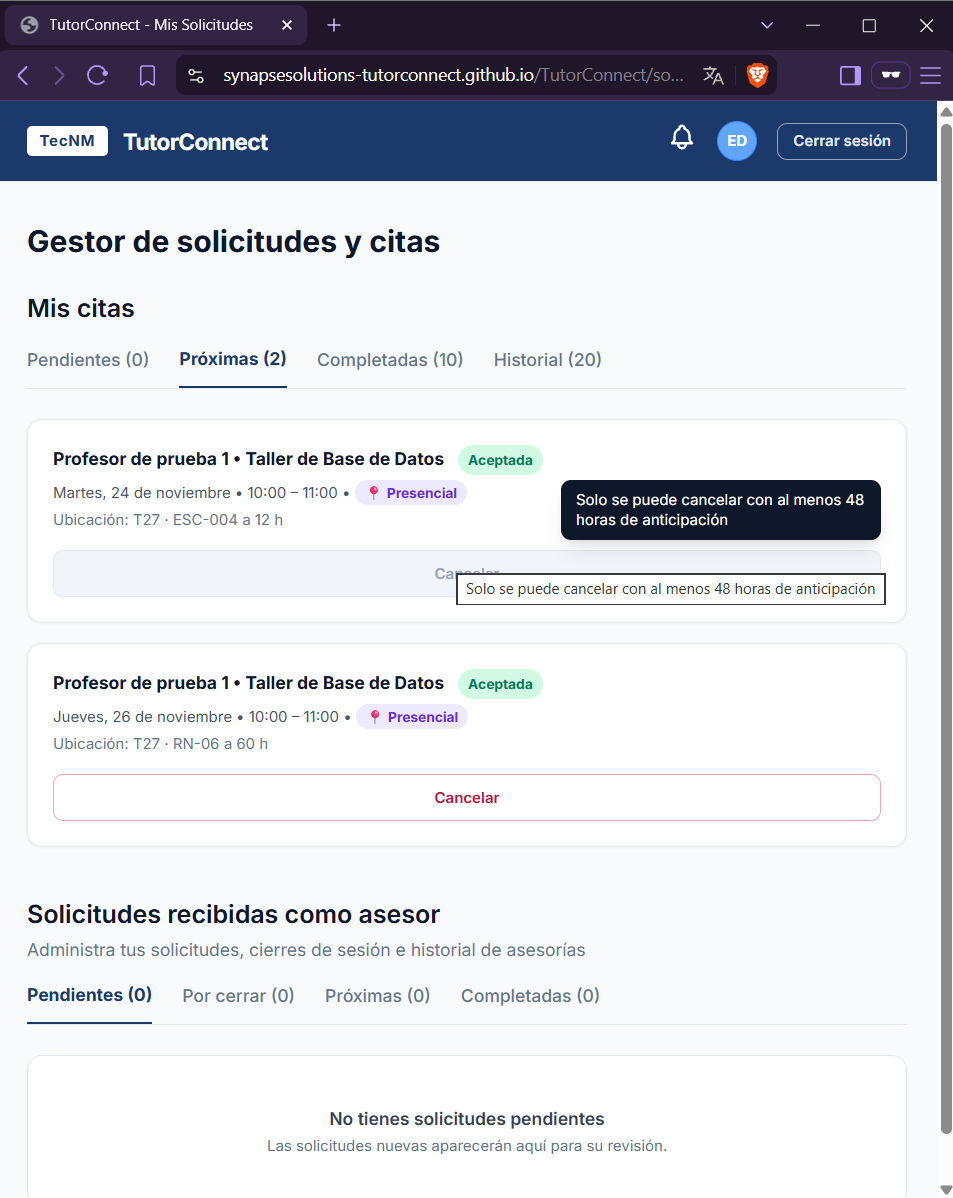 TutorConnect - Mis Solicitudes
synapsesolutions-tutorconnect.github.io/TutorConnect/so...
TecNM TutorConnect ED Cerrar sesión
Gestor de solicitudes y citas
Mis citas
Pendientes (0) Próximas (2) Completadas (10) Historial (20)
Profesor de prueba 1 • Taller de Base de Datos Aceptada
Martes, 24 de noviembre • 10:00 – 11:00 • Presencial
Ubicación: T27 · ESC-004 a 12 h
Solo se puede cancelar con al menos 48
horas de anticipación
Cancelar
Solo se puede cancelar con al menos 48 horas de anticipación
Profesor de prueba 1 • Taller de Base de Datos Aceptada
Jueves, 26 de noviembre • 10:00 – 11:00 • Presencial
Ubicación: T27 · RN-06 a 60 h
Cancelar
Solicitudes recibidas como asesor
Administra tus solicitudes, cierres de sesión e historial de asesorías
Pendientes (0) Por cerrar (0) Próximas (0) Completadas (0)
No tienes solicitudes pendientes
Las solicitudes nuevas aparecerán aquí para su revisión.